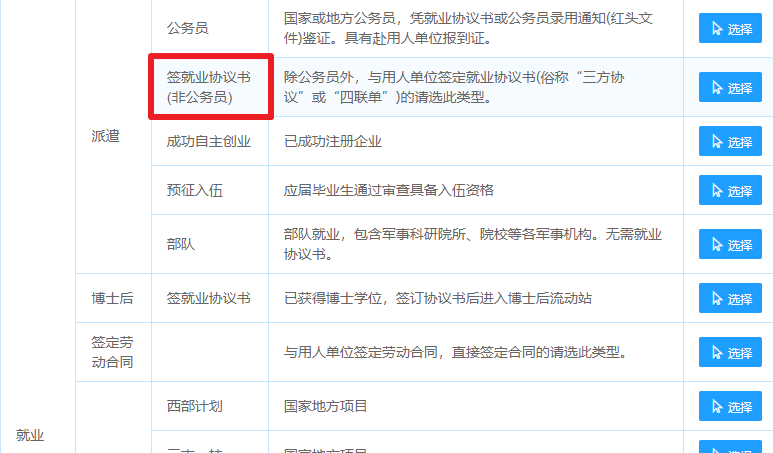 公务员
国家或地方公务员，凭就业协议书或公务员录用通知(红头文
件)鉴证。具有赴用人单位报到证。
选择
签就业协议书
(非公务员)
除公务员外，与用人单位签定就业协议书(俗称“三方协
议”或“四联单”)的请选此类型。
选择
派遣
成功自主创业
已成功注册企业
选择
预征入伍
应届毕业生通过审查具备入伍资格
选择
部队
部队就业，包含军事科研院所、院校等各军事机构。无需就业
协议书。
选择
博士后
签就业协议书
已获得博士学位，签订协议书后进入博士后流动站
选择
签定劳
动合同
与用人单位签定劳动合同，直接签定合同的请选此类型。
选择
西部计划
国家地方项目
选择
就业